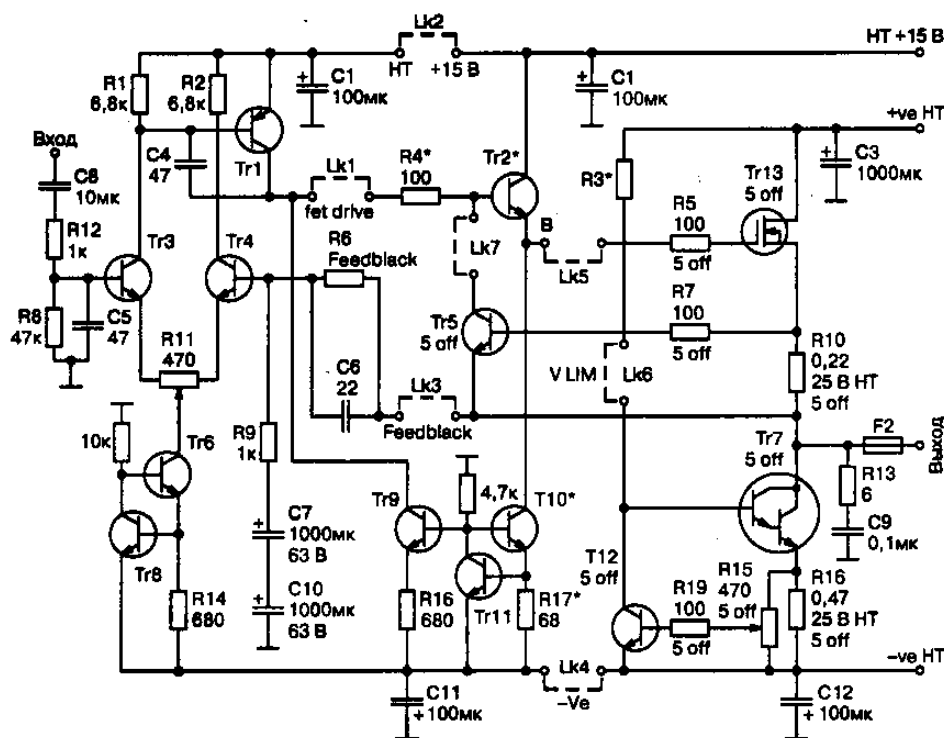 Lk2
HT
+15 В
HT +15 В
R1
6,8к
R2
6,8к
C1
100мк
C1
100мк
+ve HT
Вход
C8
10мк
C4
47
Tr1
Lk1
fet drive
R4*
100
Tr2*
R3*
Tr13
5 off
C3
1000мк
R12
1к
Tr3
Tr4
R6
Feedblack
Lk7
B
Lk5
R5
100
5 off
R8
47к
C5
47
R11
470
Tr5
5 off
R7
100
5 off
C6
22
Lk3
Feedblack
V LIM
Lk6
R10
0,22
25 В HT
5 off
10к
Tr6
R9
1к
Tr7
5 off
F2
Выход
R13
6
Tr9
4,7к
T10*
C7
1000мк
63 В
C9
0,1мк
Tr8
T12
5 off
R15
470
5 off
R14
680
C10
1000мк
63 В
R16
680
Tr11
R17*
68
R19
100
5 off
R16
0,47
25 В HT
5 off
Lk4
–Ve
–ve HT
C11
100мк
C12
100мк